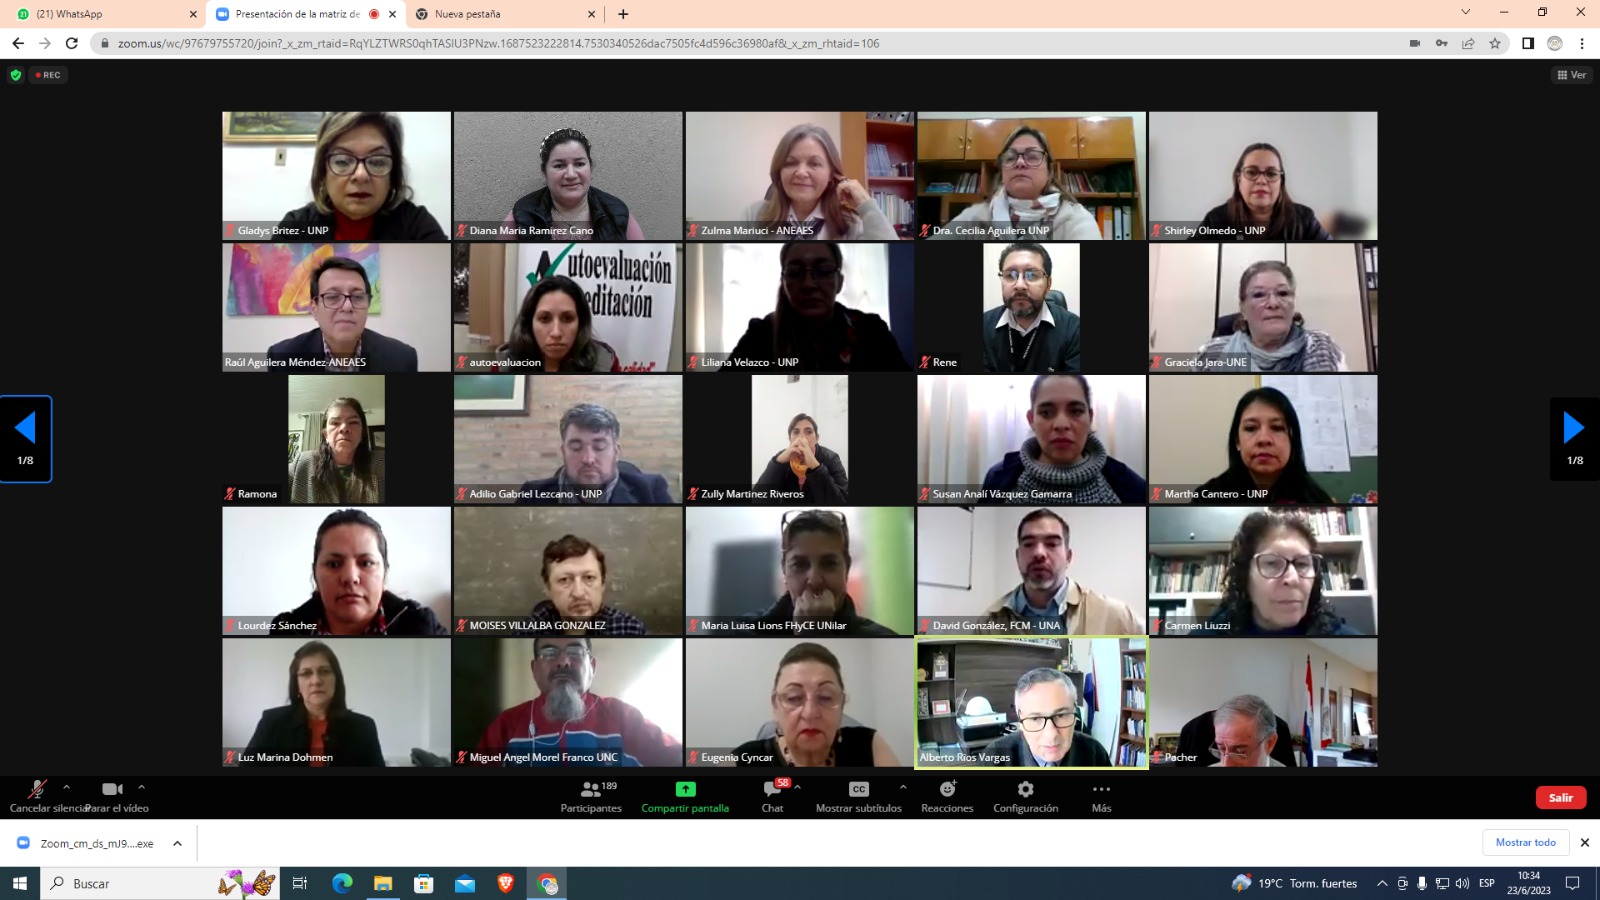 (21) WhatsApp
Presentación de la matriz de
Nueva pestaña
zoom.us/wc/97679755720/join?_x_zm_rtaid=RqYLZTWRS0qhTASIU3PNzw.1687523222814.7530340526dac7505fc4d596c36980af&_x_zm_rhtaid=106
REC
Ver
Gladys Britez - UNP
Diana Maria Ramírez Cano
Zulma Mariuci - ANEAES
Dra. Cecilia Aguilera UNP
Shirley Olmedo - UNP
utoevaluación
editación
Raúl Aguilera Méndez-ANEAES
autoevaluacion
Liliana Velazco - UNP
Rene
Graciela Jara-UNE
Ramona
Adilio Gabriel Lezcano - UNP
Zully Martinez Riveros
Susan Analí Vázquez Gamarra
Martha Cantero - UNP
1/8
1/8
Lourdez Sánchez
MOISES VILLALBA GONZALEZ
Maria Luisa Lions FHyCE UNilar
David González, FCM - UNA
Carmen Liuzzi
Luz Marina Dohmen
Miguel Angel Morel Franco UNC
Eugenia Cyncar
Alberto Ríos Vargas
Pacher
Cancelar silenciar
Parar el vídeo
189
Participantes
Compartir pantalla
58
Chat
CC
Mostrar subtítulos
Reacciones
Configuración
Más
Salir
Zoom_cm_ds_mJ9....exe
Mostrar todo
Buscar
19°C Torm. fuertes
ESP
10:34
23/6/2023